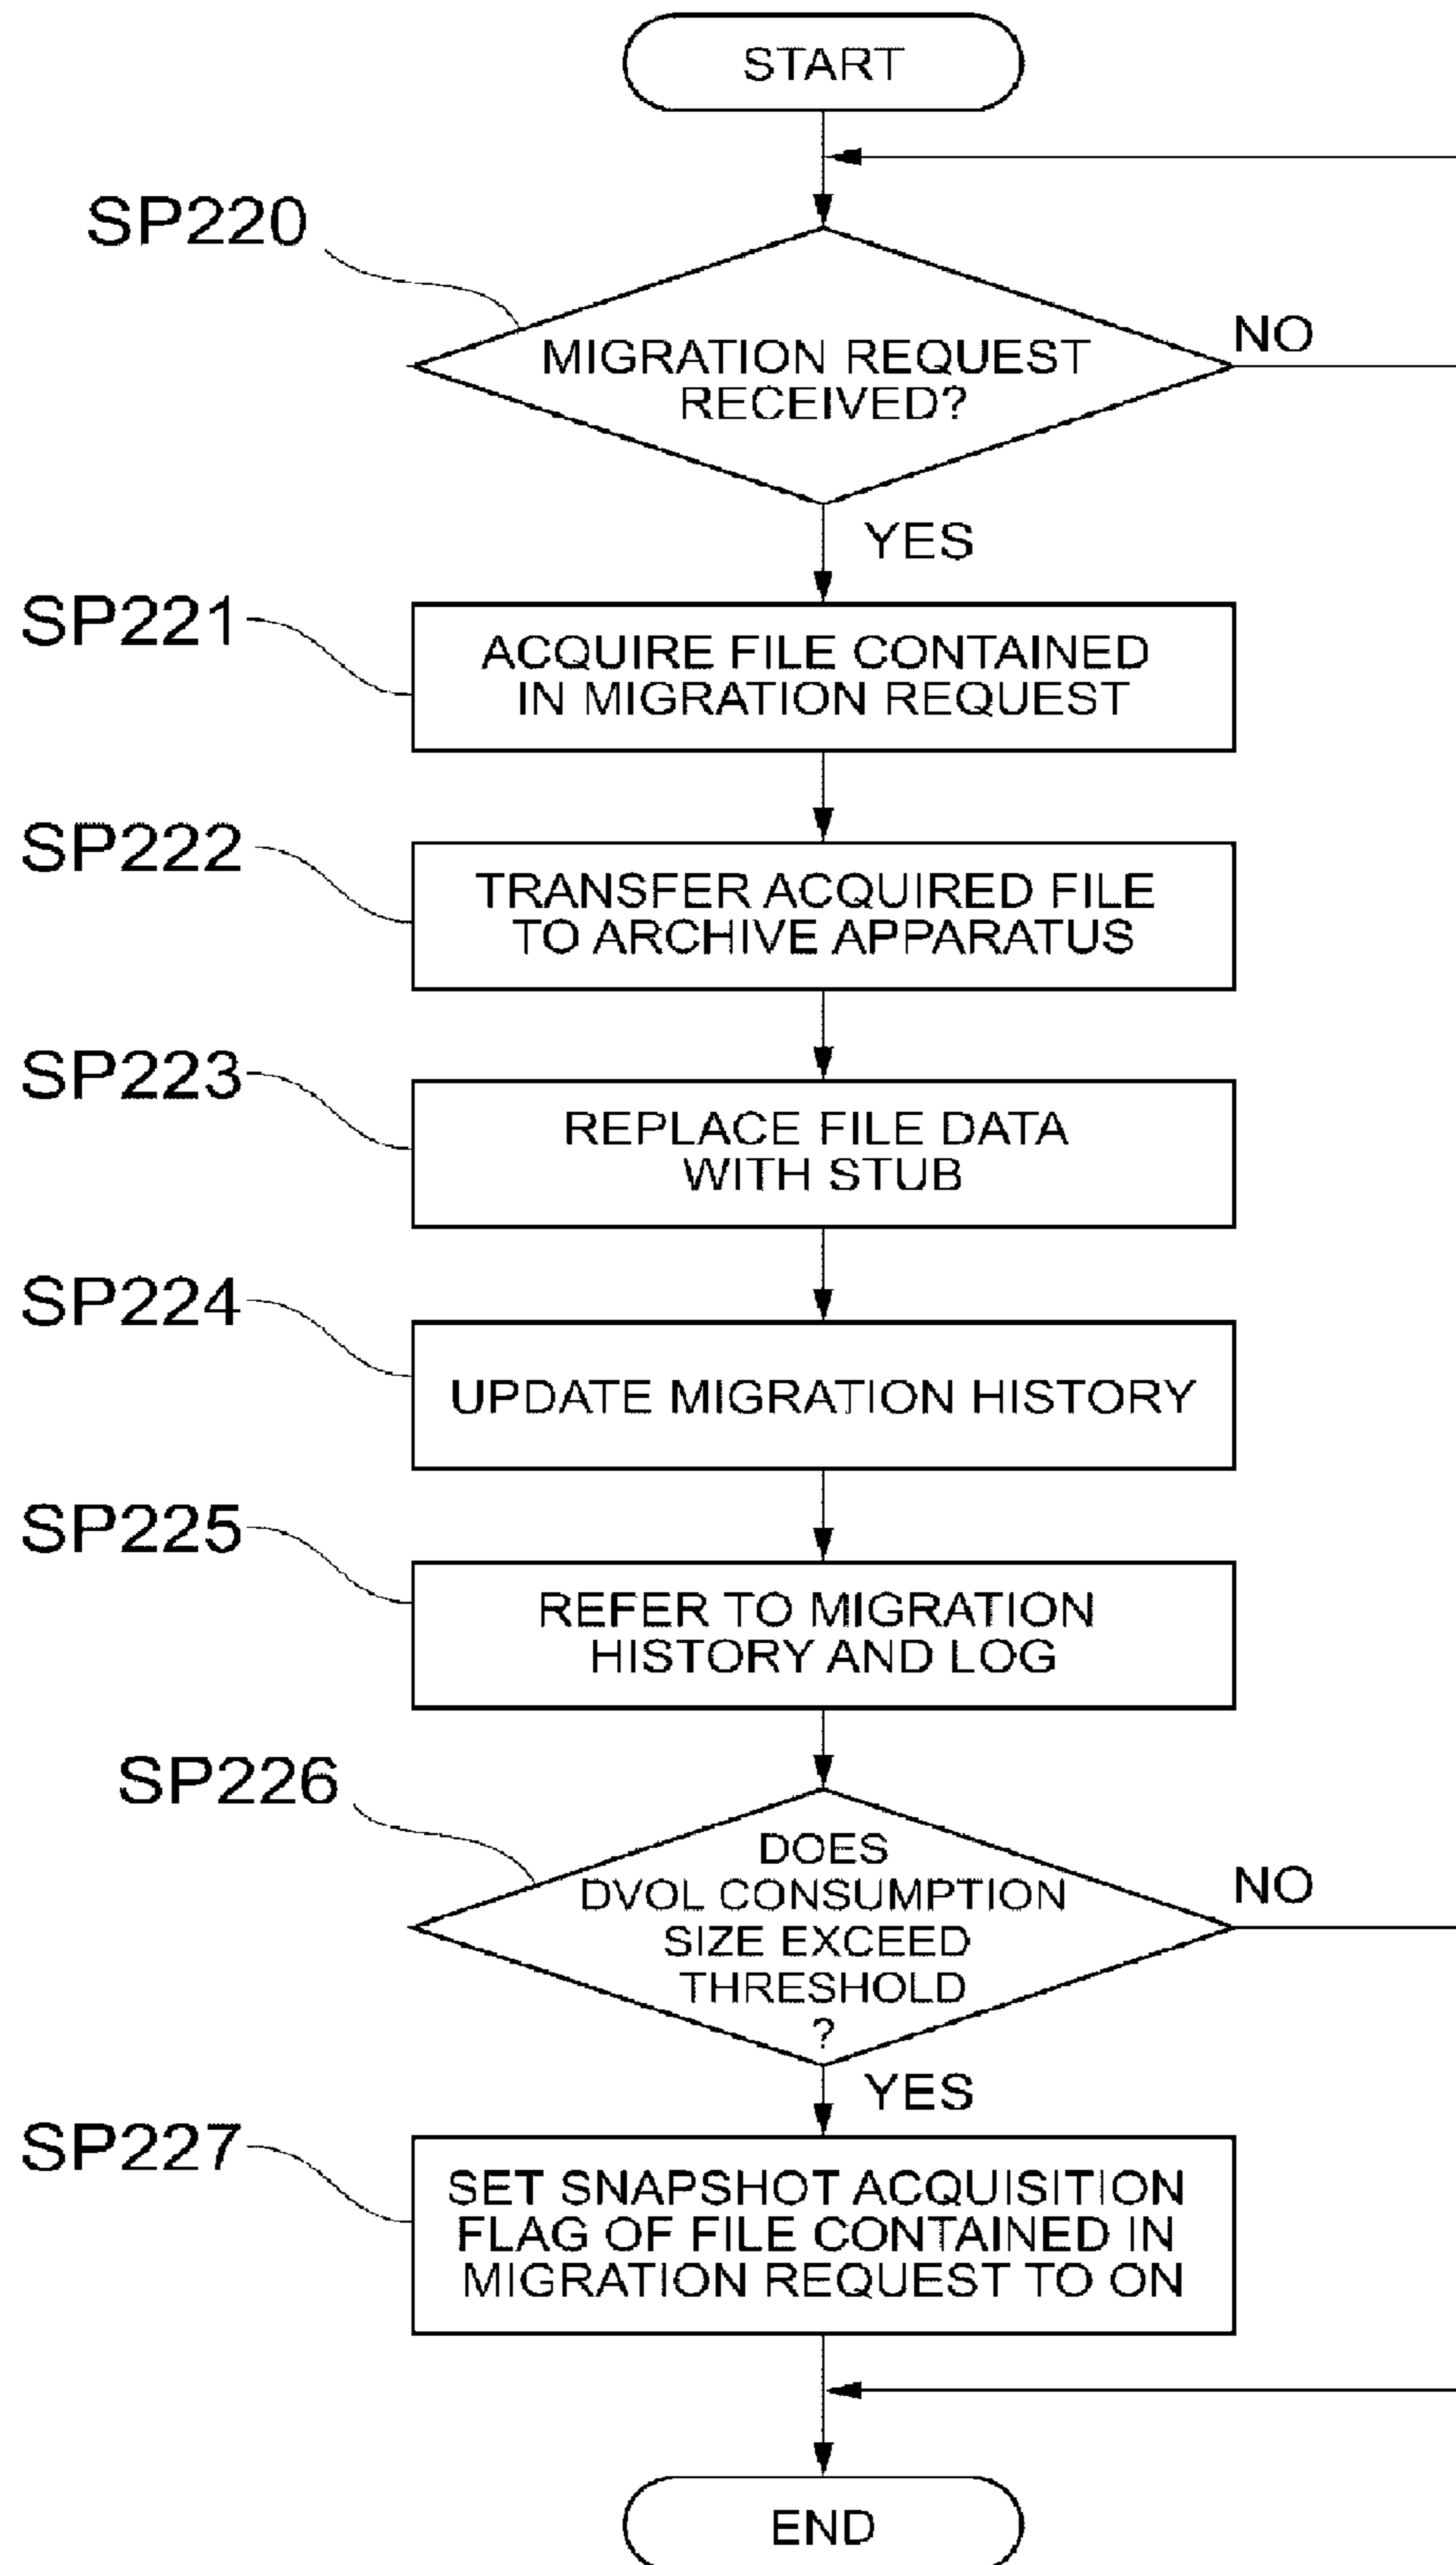 START
SP220
MIGRATION REQUEST
RECEIVED?
NO
YES
SP221
ACQUIRE FILE CONTAINED
IN MIGRATION REQUEST
SP222
TRANSFER ACQUIRED FILE
TO ARCHIVE APPARATUS
SP223
REPLACE FILE DATA
WITH STUB
SP224
UPDATE MIGRATION HISTORY
SP225
REFER TO MIGRATION
HISTORY AND LOG
SP226
DOES
DVOL CONSUMPTION
SIZE EXCEED
THRESHOLD
?
NO
YES
SP227
SET SNAPSHOT ACQUISITION
FLAG OF FILE CONTAINED IN
MIGRATION REQUEST TO ON
END